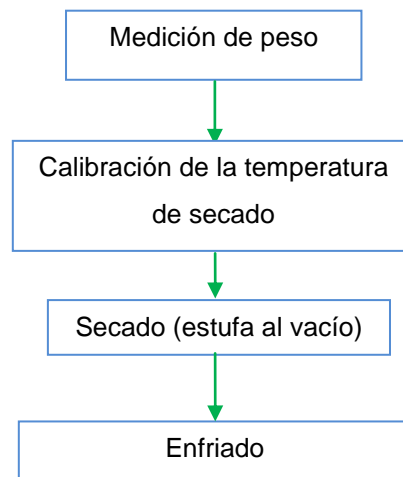 Medición de peso
Calibración de la temperatura
de secado
Secado (estufa al vacío)
Enfriado